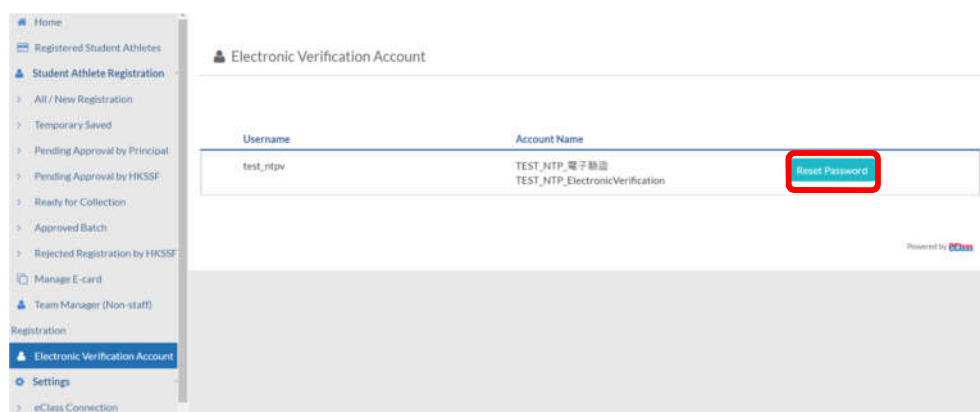 Home
Registered Student Athletes
Student Athlete Registration
> All / New Registration
> Temporary Saved
> Pending Approval by Principal
> Pending Approval by HKSSF
> Ready for Collection
> Approved Batch
> Rejected Registration by HKSSF
Manage E-card
Team Manager (Non-staff)
Registration
Electronic Verification Account
Settings
> eClass Connection
Electronic Verification Account
Username Account Name
test_ntpv TEST_NTP_電子驗證
TEST_NTP_ElectronicVerification
Reset Password
Powered by eClass